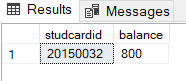 Results Messages
studcardid balance
1 20150032 800